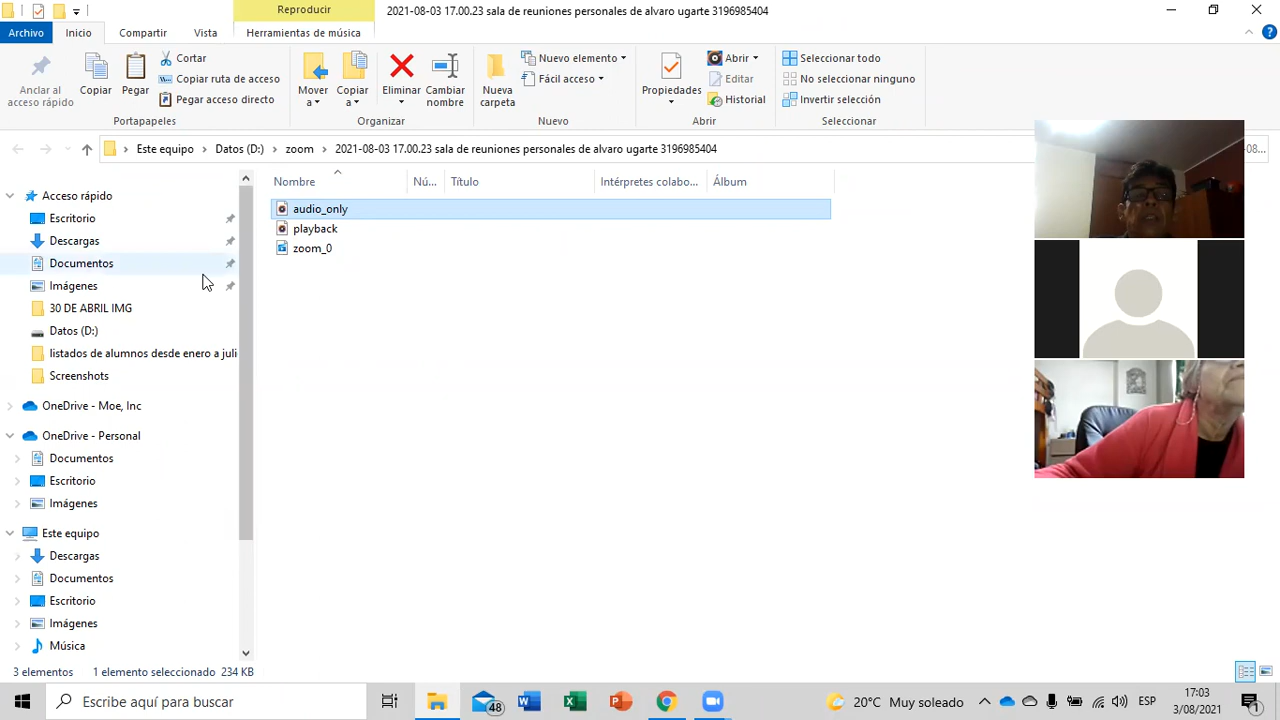 Reproducir
2021-08-03 17.00.23 sala de reuniones personales de alvaro ugarte 3196985404
Archivo
Inicio
Compartir
Vista
Herramientas de música
Anclar al acceso rápido
Copiar
Pegar
Cortar
Copiar ruta de acceso
Pegar acceso directo
Portapapeles
Mover a
Copiar a
Eliminar
Cambiar nombre
Organizar
Nueva carpeta
Nuevo elemento
Fácil acceso
Nuevo
Propiedades
Abrir
Editar
Historial
Abrir
Seleccionar todo
No seleccionar ninguno
Invertir selección
Seleccionar
Este equipo > Datos (D:) > zoom > 2021-08-03 17.00.23 sala de reuniones personales de alvaro ugarte 3196985404
08-...
Nombre
Nú...
Título
Intérpretes colabo...
Álbum
audio_only
playback
zoom_0
Acceso rápido
Escritorio
Descargas
Documentos
Imágenes
30 DE ABRIL IMG
Datos (D:)
listados de alumnos desde enero a juli
Screenshots
OneDrive - Moe, Inc
OneDrive - Personal
Documentos
Escritorio
Imágenes
Este equipo
Descargas
Documentos
Escritorio
Imágenes
Música
3 elementos
1 elemento seleccionado 234 KB
Escribe aquí para buscar
48
20°C Muy soleado
ESP
17:03
3/08/2021
1